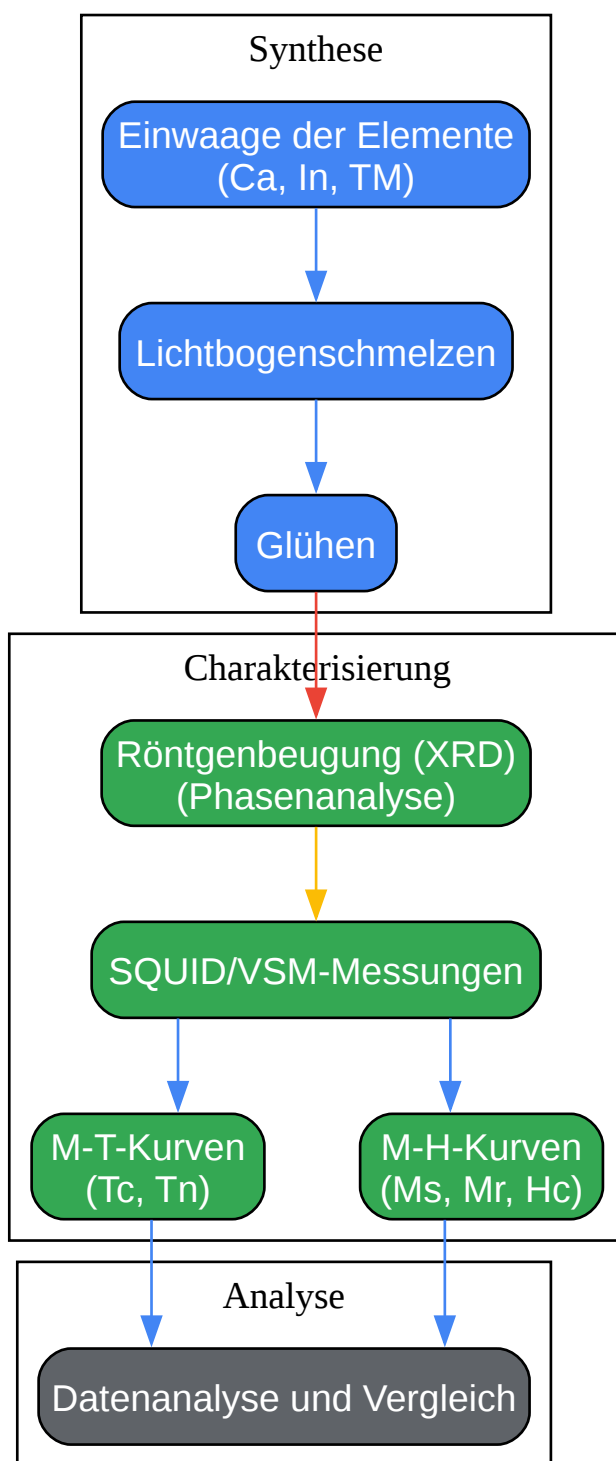 Synthese
Einwaage der Elemente
(Ca, In, TM)
Lichtbogenschmelzen
Glühen
Charakterisierung
Röntgenbeugung (XRD)
(Phasenanalyse)
SQUID/VSM-Messungen
M-T-Kurven
(Tc, Tn)
M-H-Kurven
(Ms, Mr, Hc)
Analyse
Datenanalyse und Vergleich